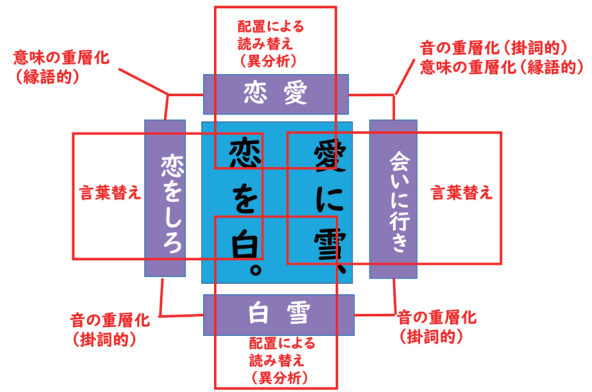 配置による
読み替え
(異分析)
意味の重層化
(縁語的)
音の重層化(掛詞的)
意味の重層化(縁語的)
恋愛
言葉替え
恋をしろ
愛に雪、
恋を白。
会いに行き
言葉替え
白雪
音の重層化
(掛詞的)
音の重層化
(掛詞的)
配置による
読み替え
(異分析)